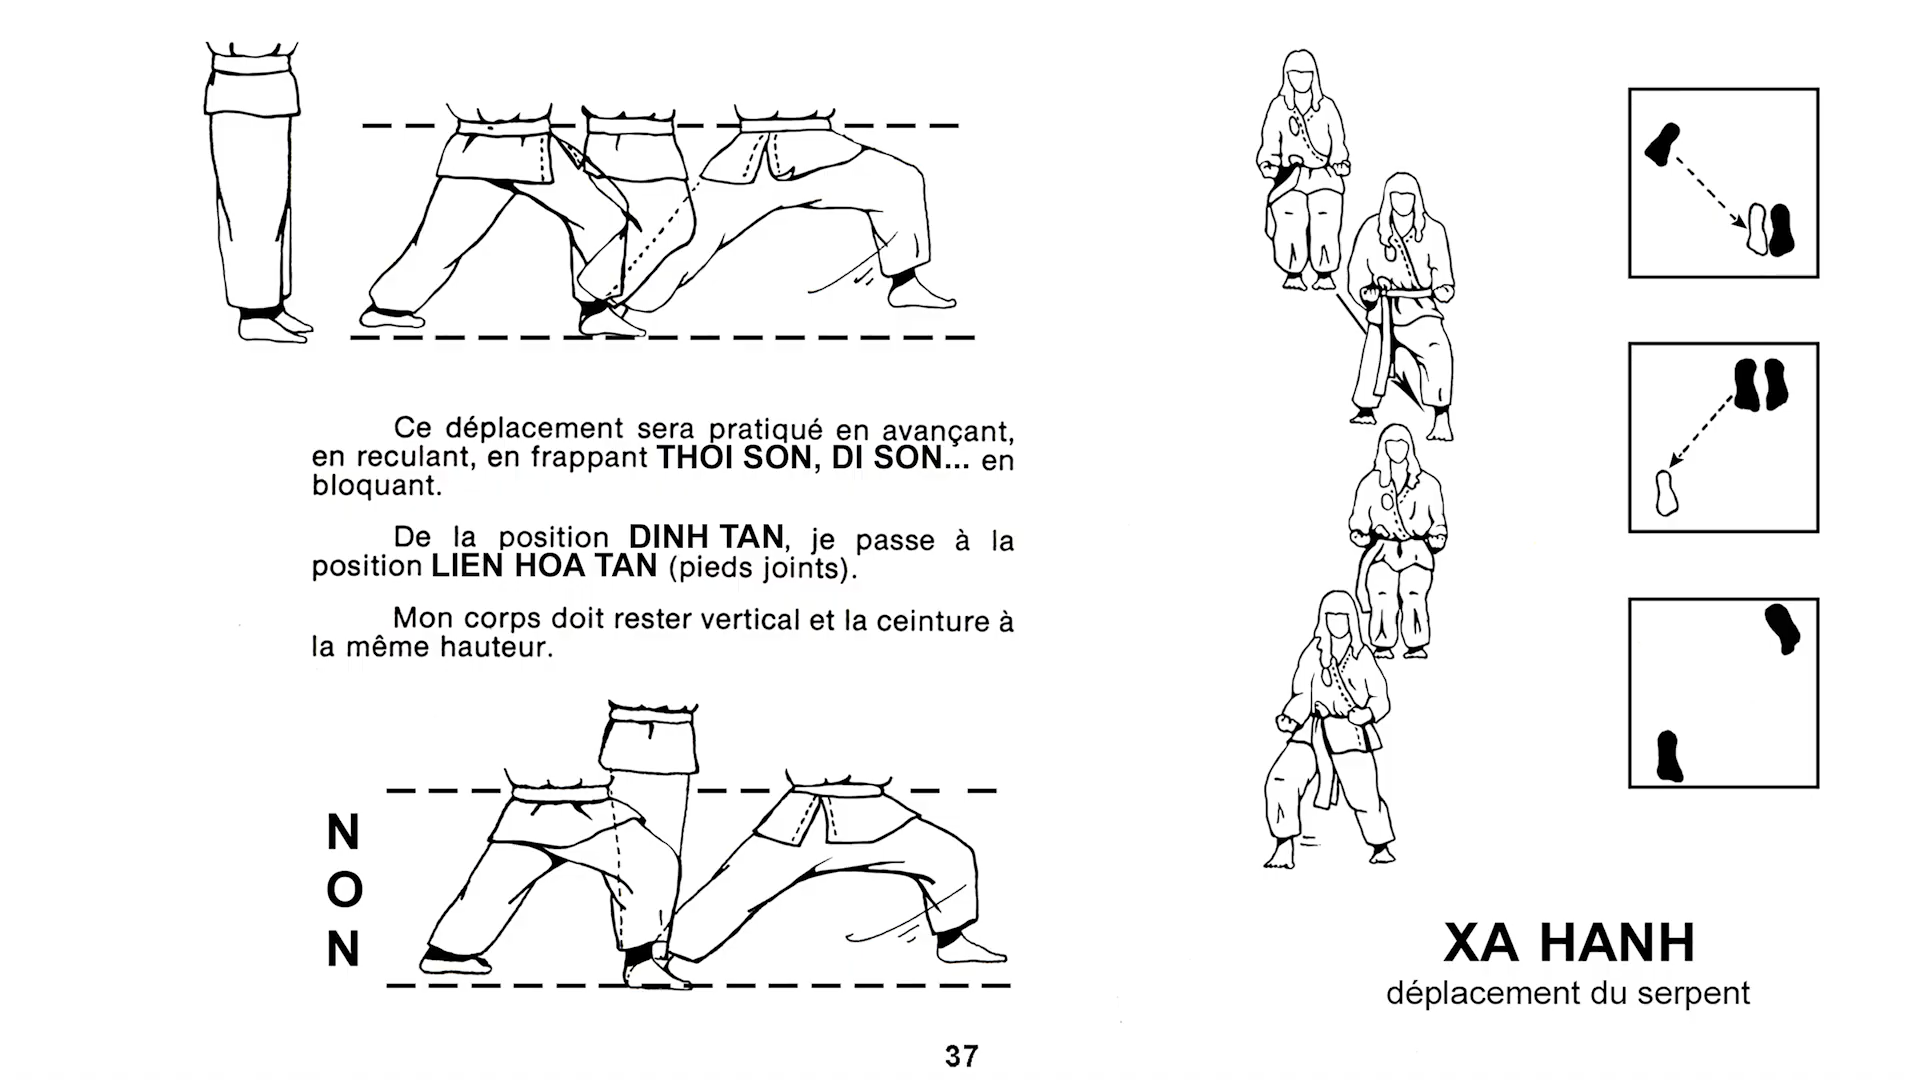 Ce déplacement sera pratiqué en avançant,
en reculant, en frappant THOI SON, DI SON... en
bloquant.
De la position DINH TAN, je passe à la
position LIEN HOA TAN (pieds joints).
Mon corps doit rester vertical et la ceinture à
la même hauteur.
N
O
N
XA HANH
déplacement du serpent
37